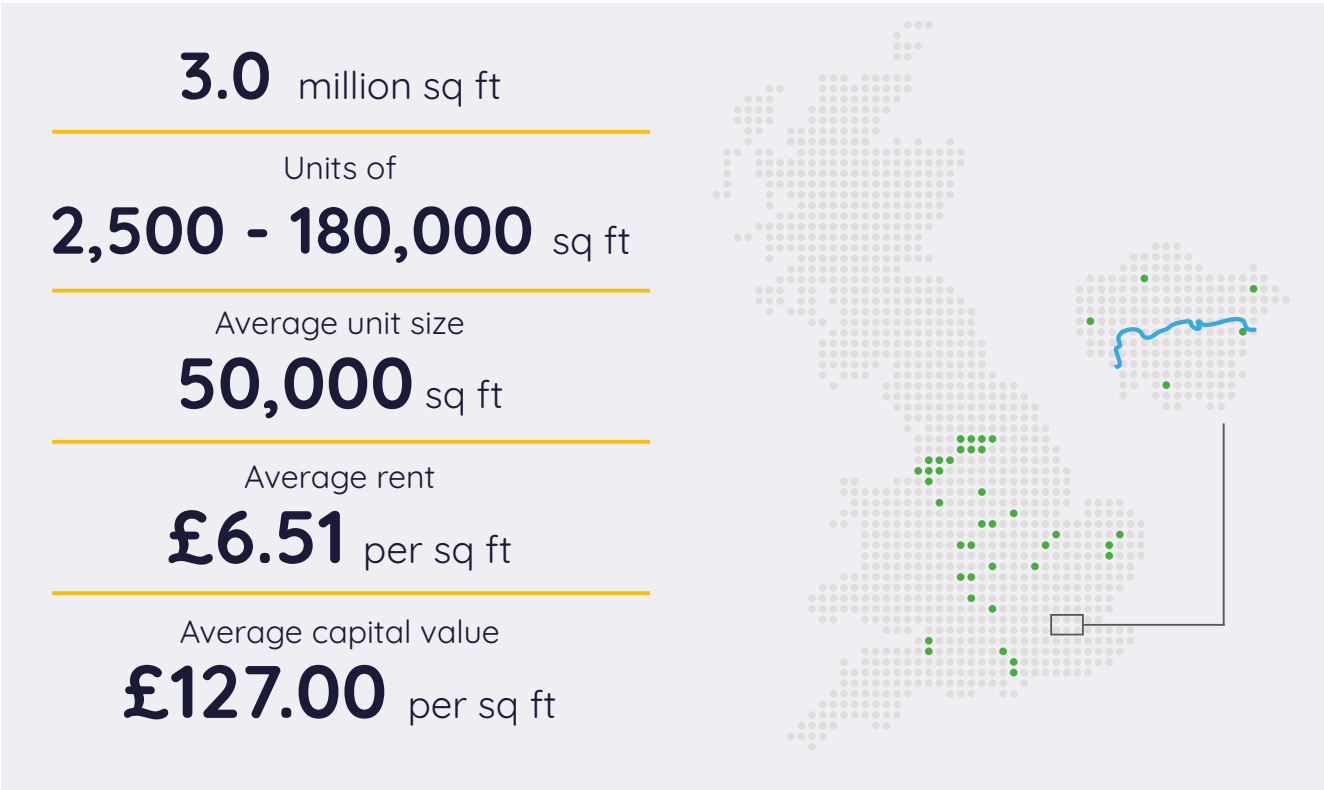 3.0 million sq ft
Units of
2,500 - 180,000 sq ft
Average unit size
50,000 sq ft
Average rent
£6.51 per sq ft
Average capital value
£127.00 per sq ft